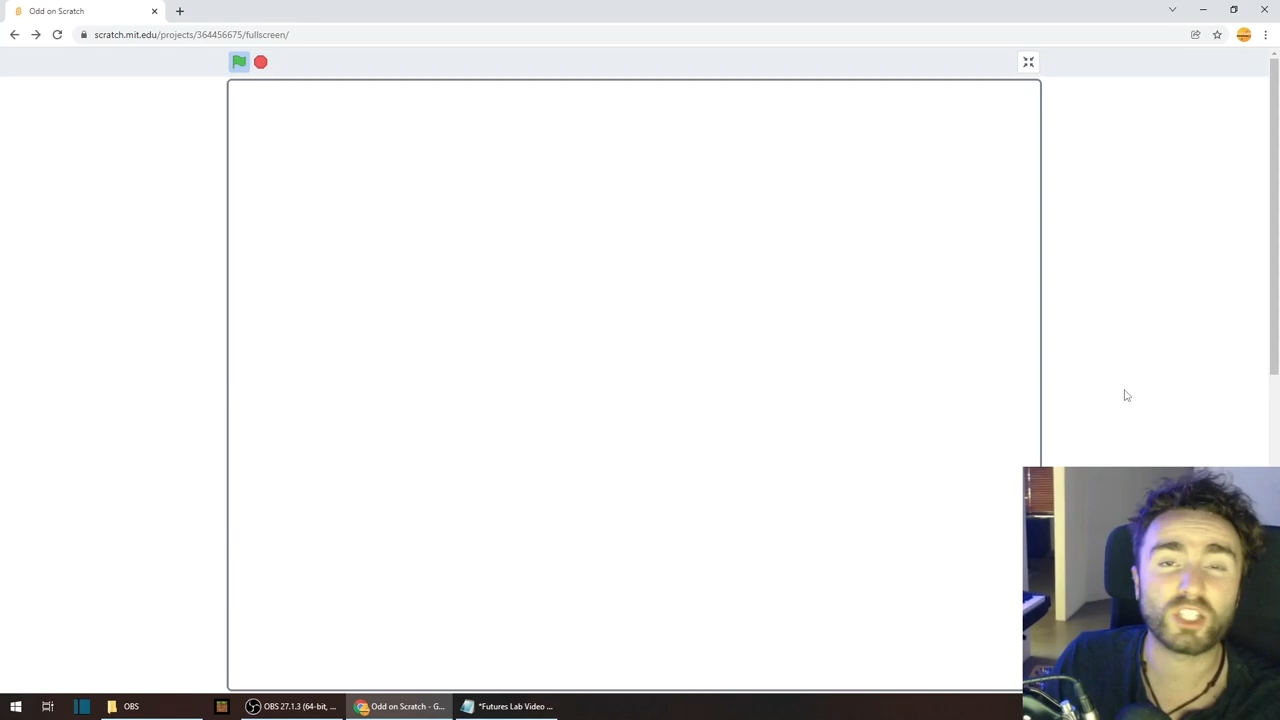 Odd on Scratch
scratch.mit.edu/projects/364456675/fullscreen/
OBS
OBS 27.1.3 (64-bit, ...
Odd on Scratch - G...
*Futures Lab Video ...